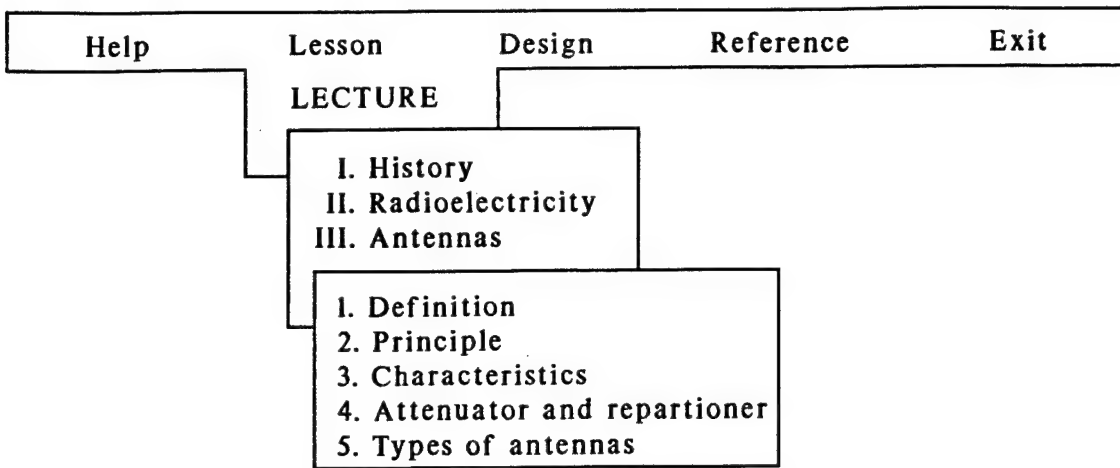 Help Lesson Design Reference Exit
LECTURE
I. History
II. Radioelectricity
III. Antennas
1. Definition
2. Principle
3. Characteristics
4. Attenuator and repartioner
5. Types of antennas